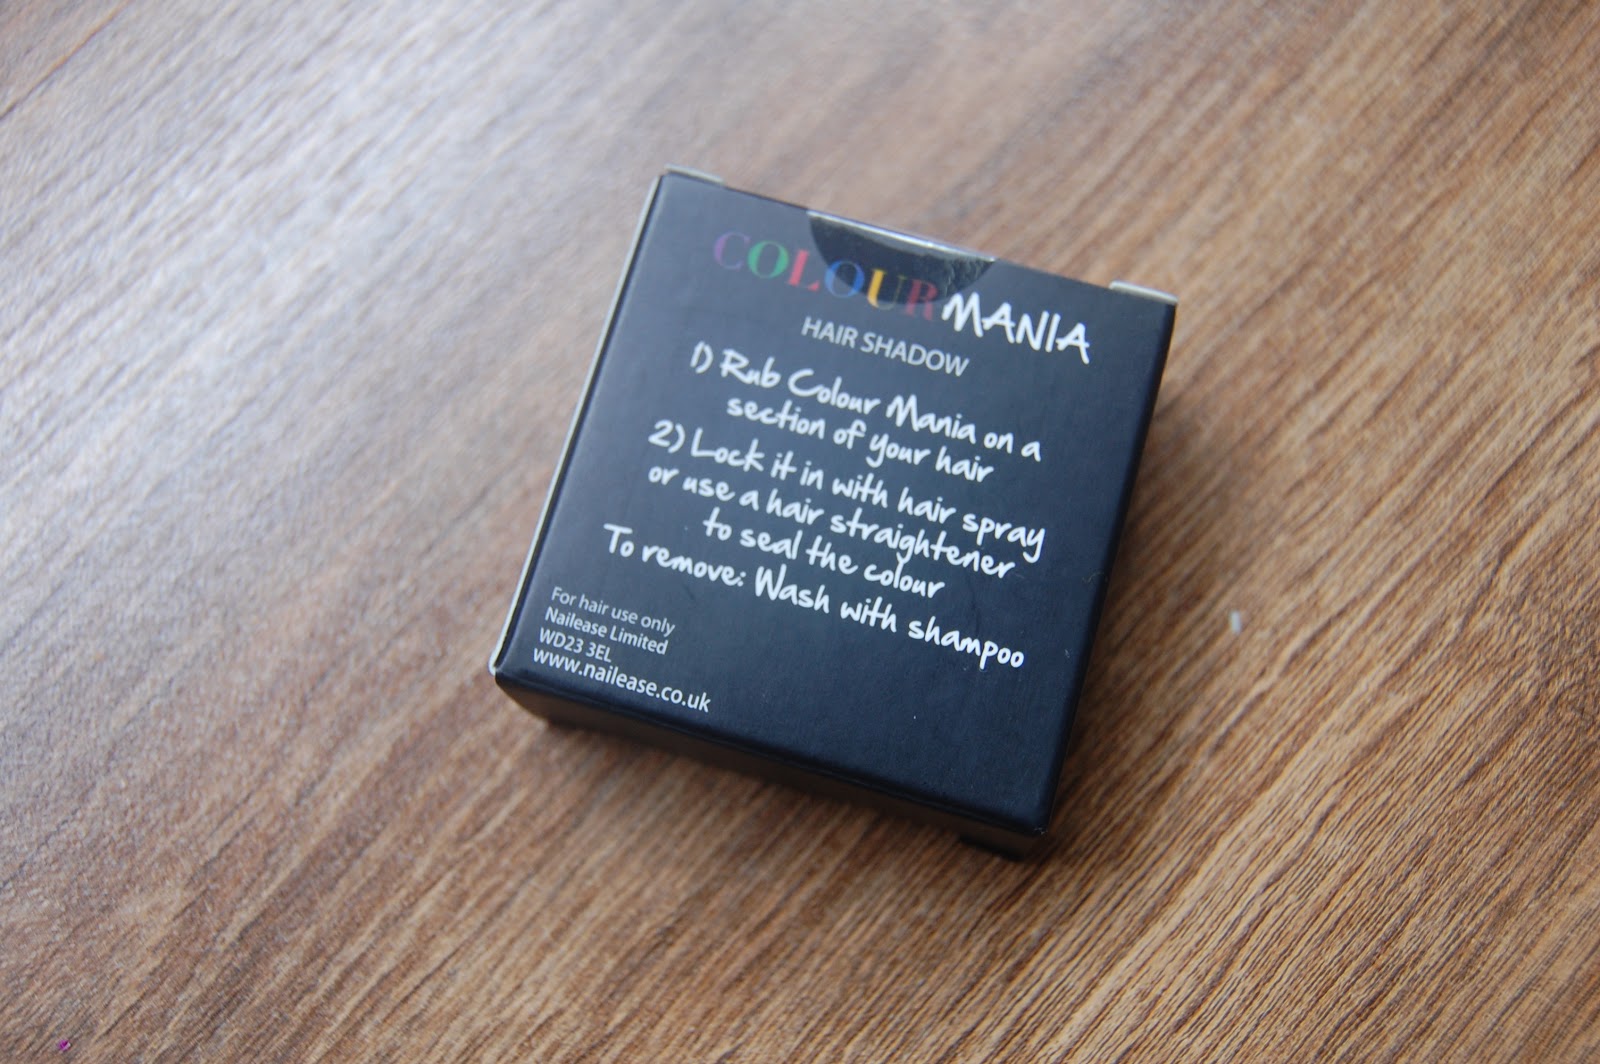 COLOUR MANIA
HAIR SHADOW
1) Rub Colour Mania on a
section of your hair
2) Lock it in with hair spray
or use a hair straightener
to seal the colour
To remove: Wash with shampoo
For hair use only
Nailease Limited
WD23 3EL
www.nailease.co.uk